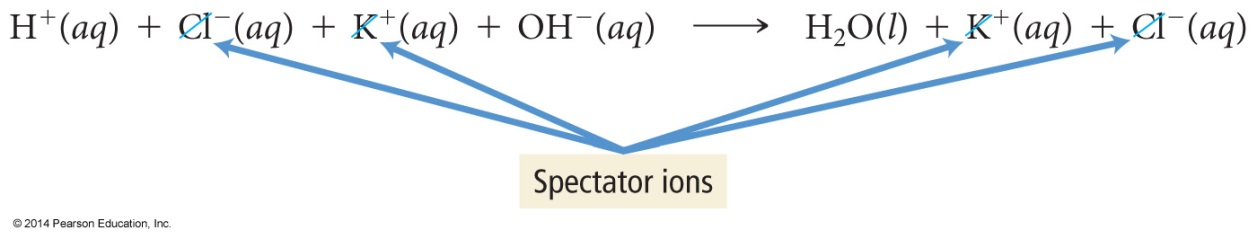 H⁺(aq) + Cl⁻(aq) + K⁺(aq) + OH⁻(aq) ⟶ H₂O(l) + K⁺(aq) + Cl⁻(aq)
Spectator ions
© 2014 Pearson Education, Inc.